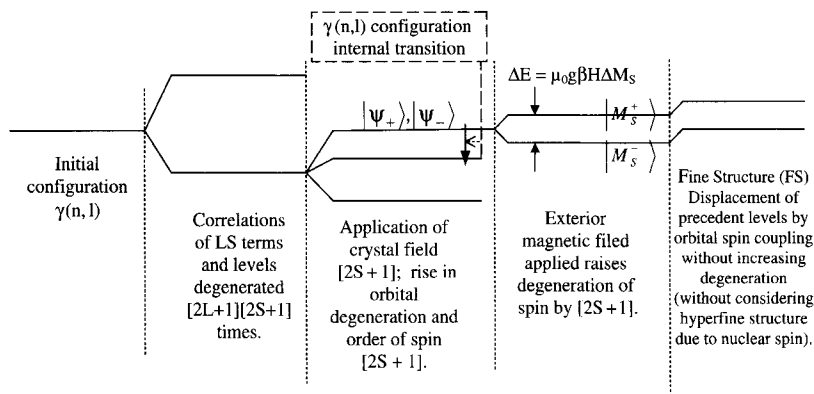 γ(n,l) configuration
internal transition
ΔE = μ₀gβHΔM_S
|Ψ₊⟩,|Ψ₋⟩
|M_S⁺⟩
|M_S⁻⟩
Initial
configuration
γ(n, l)
Correlations
of LS terms
and levels
degenerated
[2L+1][2S+1]
times.
Application of
crystal field
[2S + 1]; rise in
orbital
degeneration and
order of spin
[2S + 1].
Exterior
magnetic filed
applied raises
degeneration of
spin by [2S +1].
Fine Structure (FS)
Displacement of
precedent levels by
orbital spin coupling
without increasing
degeneration
(without considering
hyperfine structure
due to nuclear spin).